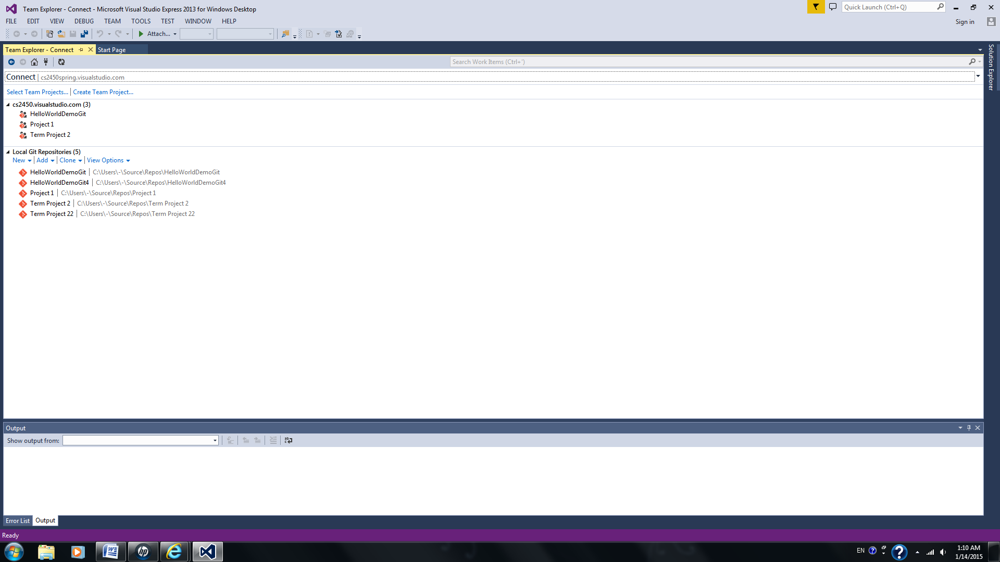 Team Explorer - Connect - Microsoft Visual Studio Express 2013 for Windows Desktop
Quick Launch (Ctrl+Q)
FILE EDIT VIEW DEBUG TEAM TOOLS TEST WINDOW HELP
Sign in
Attach...
Team Explorer - Connect
Start Page
Solution Explorer
Search Work Items (Ctrl+')
Connect | cs2450spring.visualstudio.com
Select Team Projects... | Create Team Project...
cs2450.visualstudio.com (3)
HelloWorldDemoGit
Project 1
Term Project 2
Local Git Repositories (5)
New | Add | Clone | View Options
HelloWorldDemoGit | C:\Users\-\Source\Repos\HelloWorldDemoGit
HelloWorldDemoGit4 | C:\Users\-\Source\Repos\HelloWorldDemoGit4
Project 1 | C:\Users\-\Source\Repos\Project 1
Term Project 2 | C:\Users\-\Source\Repos\Term Project 2
Term Project 22 | C:\Users\-\Source\Repos\Term Project 22
Output
Show output from:
Error List
Output
Ready
EN
1:10 AM
1/14/2015